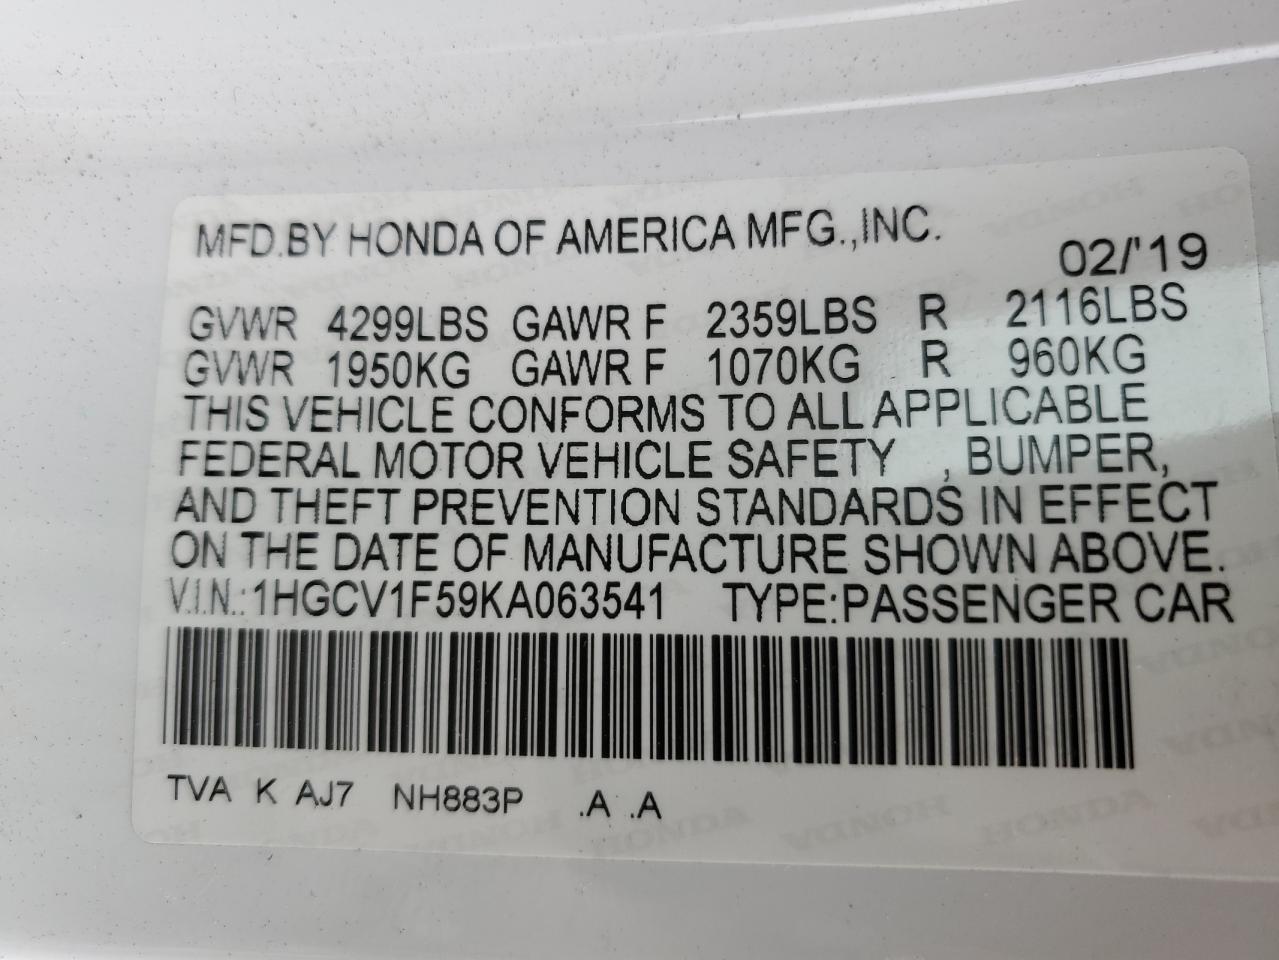 MFD.BY HONDA OF AMERICA MFG.,INC.
02/'19
GVWR 4299LBS GAWR F 2359LBS R 2116LBS
GVWR 1950KG GAWR F 1070KG R 960KG
THIS VEHICLE CONFORMS TO ALL APPLICABLE
FEDERAL MOTOR VEHICLE SAFETY , BUMPER,
AND THEFT PREVENTION STANDARDS IN EFFECT
ON THE DATE OF MANUFACTURE SHOWN ABOVE.
V.I.N.:1HGCV1F59KA063541 TYPE:PASSENGER CAR
TVA K AJ7 NH883P .A .A